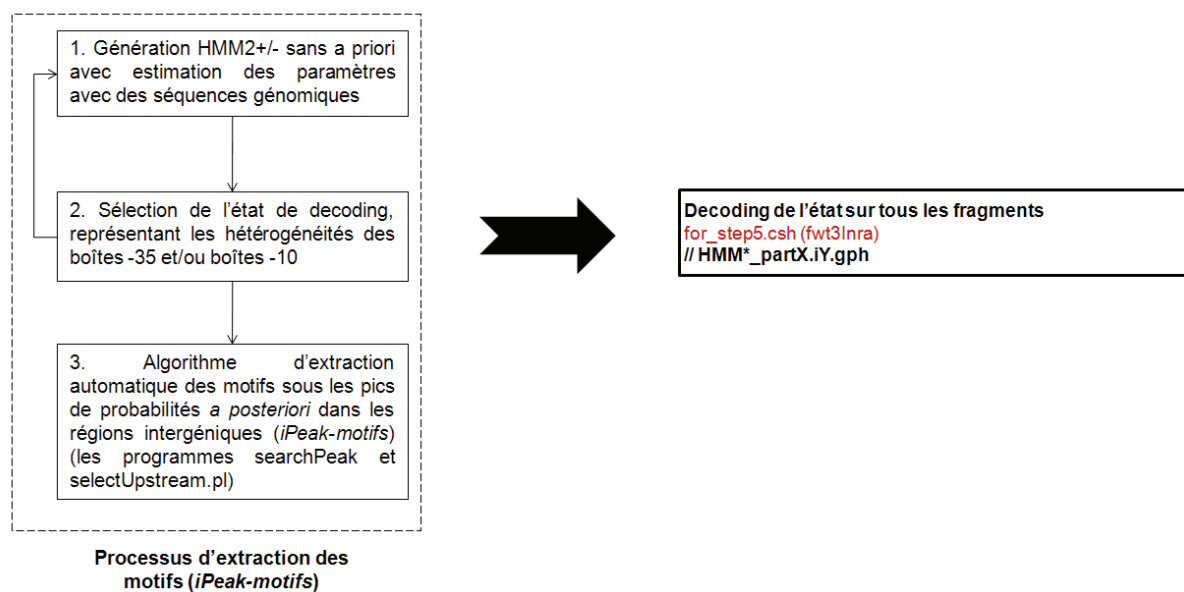 1. Génération HMM2+/- sans a priori
avec estimation des paramètres
avec des séquences génomiques
2. Sélection de l'état de decoding,
représentant les hétérogénéités des
boîtes -35 et/ou boîtes -10
3. Algorithme d'extraction
automatique des motifs sous les pics
de probabilités a posteriori dans les
régions intergéniques (iPeak-motifs)
(les programmes searchPeak et
selectUpstream.pl)
Processus d'extraction des
motifs (iPeak-motifs)
Decoding de l'état sur tous les fragments
for_step5.csh (fwt3Inra)
// HMM*_partX.iY.gph